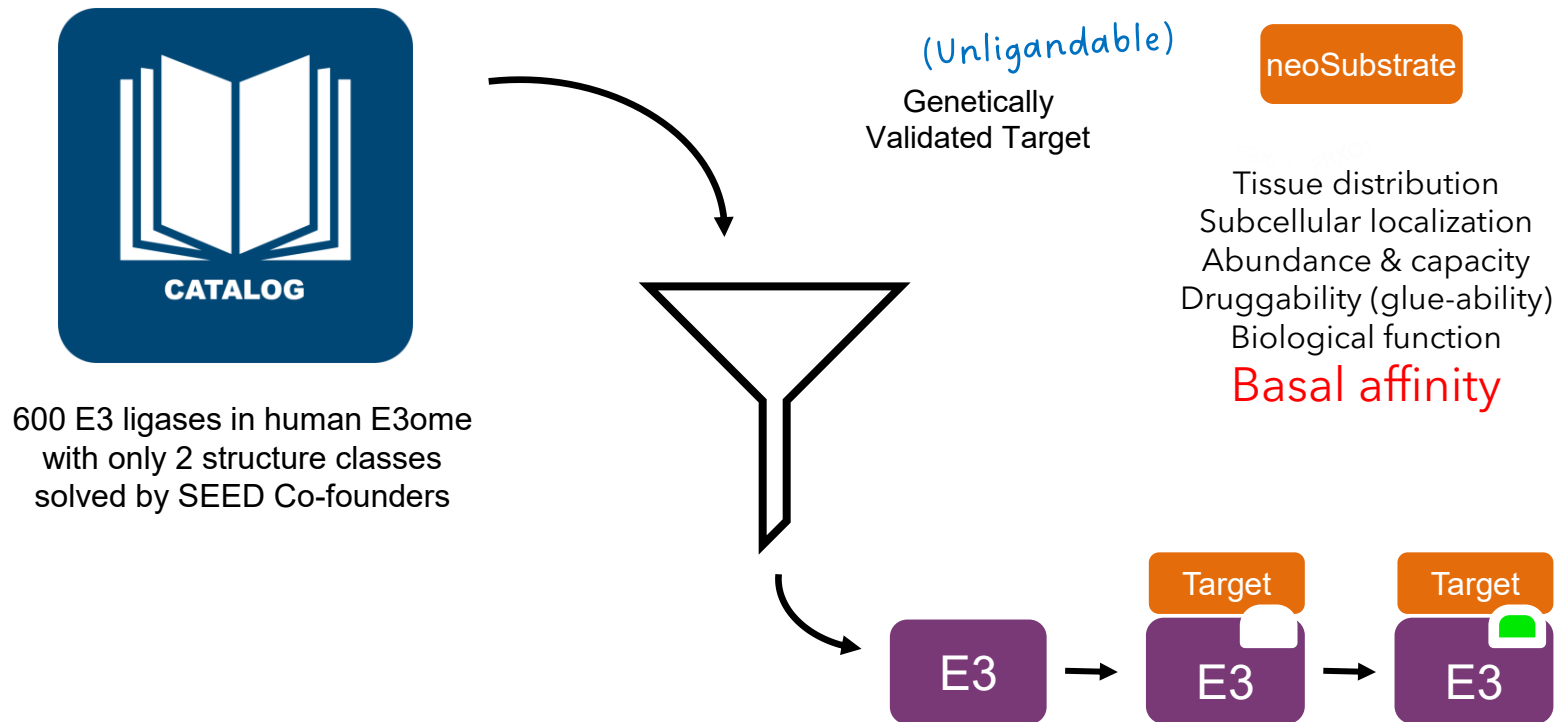 CATALOG
600 E3 ligases in human E3ome
with only 2 structure classes
solved by SEED Co-founders
(Unligandable)
Genetically
Validated Target
neoSubstrate
Tissue distribution
Subcellular localization
Abundance & capacity
Druggability (glue-ability)
Biological function
Basal affinity
E3
Target
E3
Target
E3